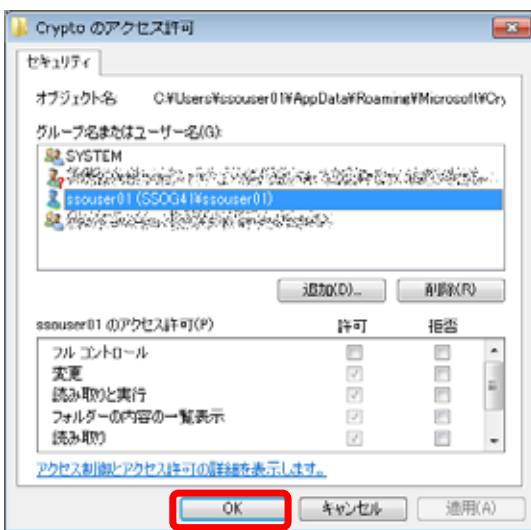 Crypto のアクセス許可
セキュリティ
オブジェクト名: C:¥Users¥ssouser01¥AppData¥Roaming¥Microsoft¥Cry
グループ名またはユーザー名(G):
SYSTEM
ssouser01 (SSOG41¥ssouser01)
追加(D)... 削除(R)
ssouser01 のアクセス許可(P) 許可 拒否
フル コントロール
変更
読み取りと実行
フォルダーの内容の一覧表示
読み取り
アクセス制御とアクセス許可の詳細を表示します。
OK キャンセル 適用(A)